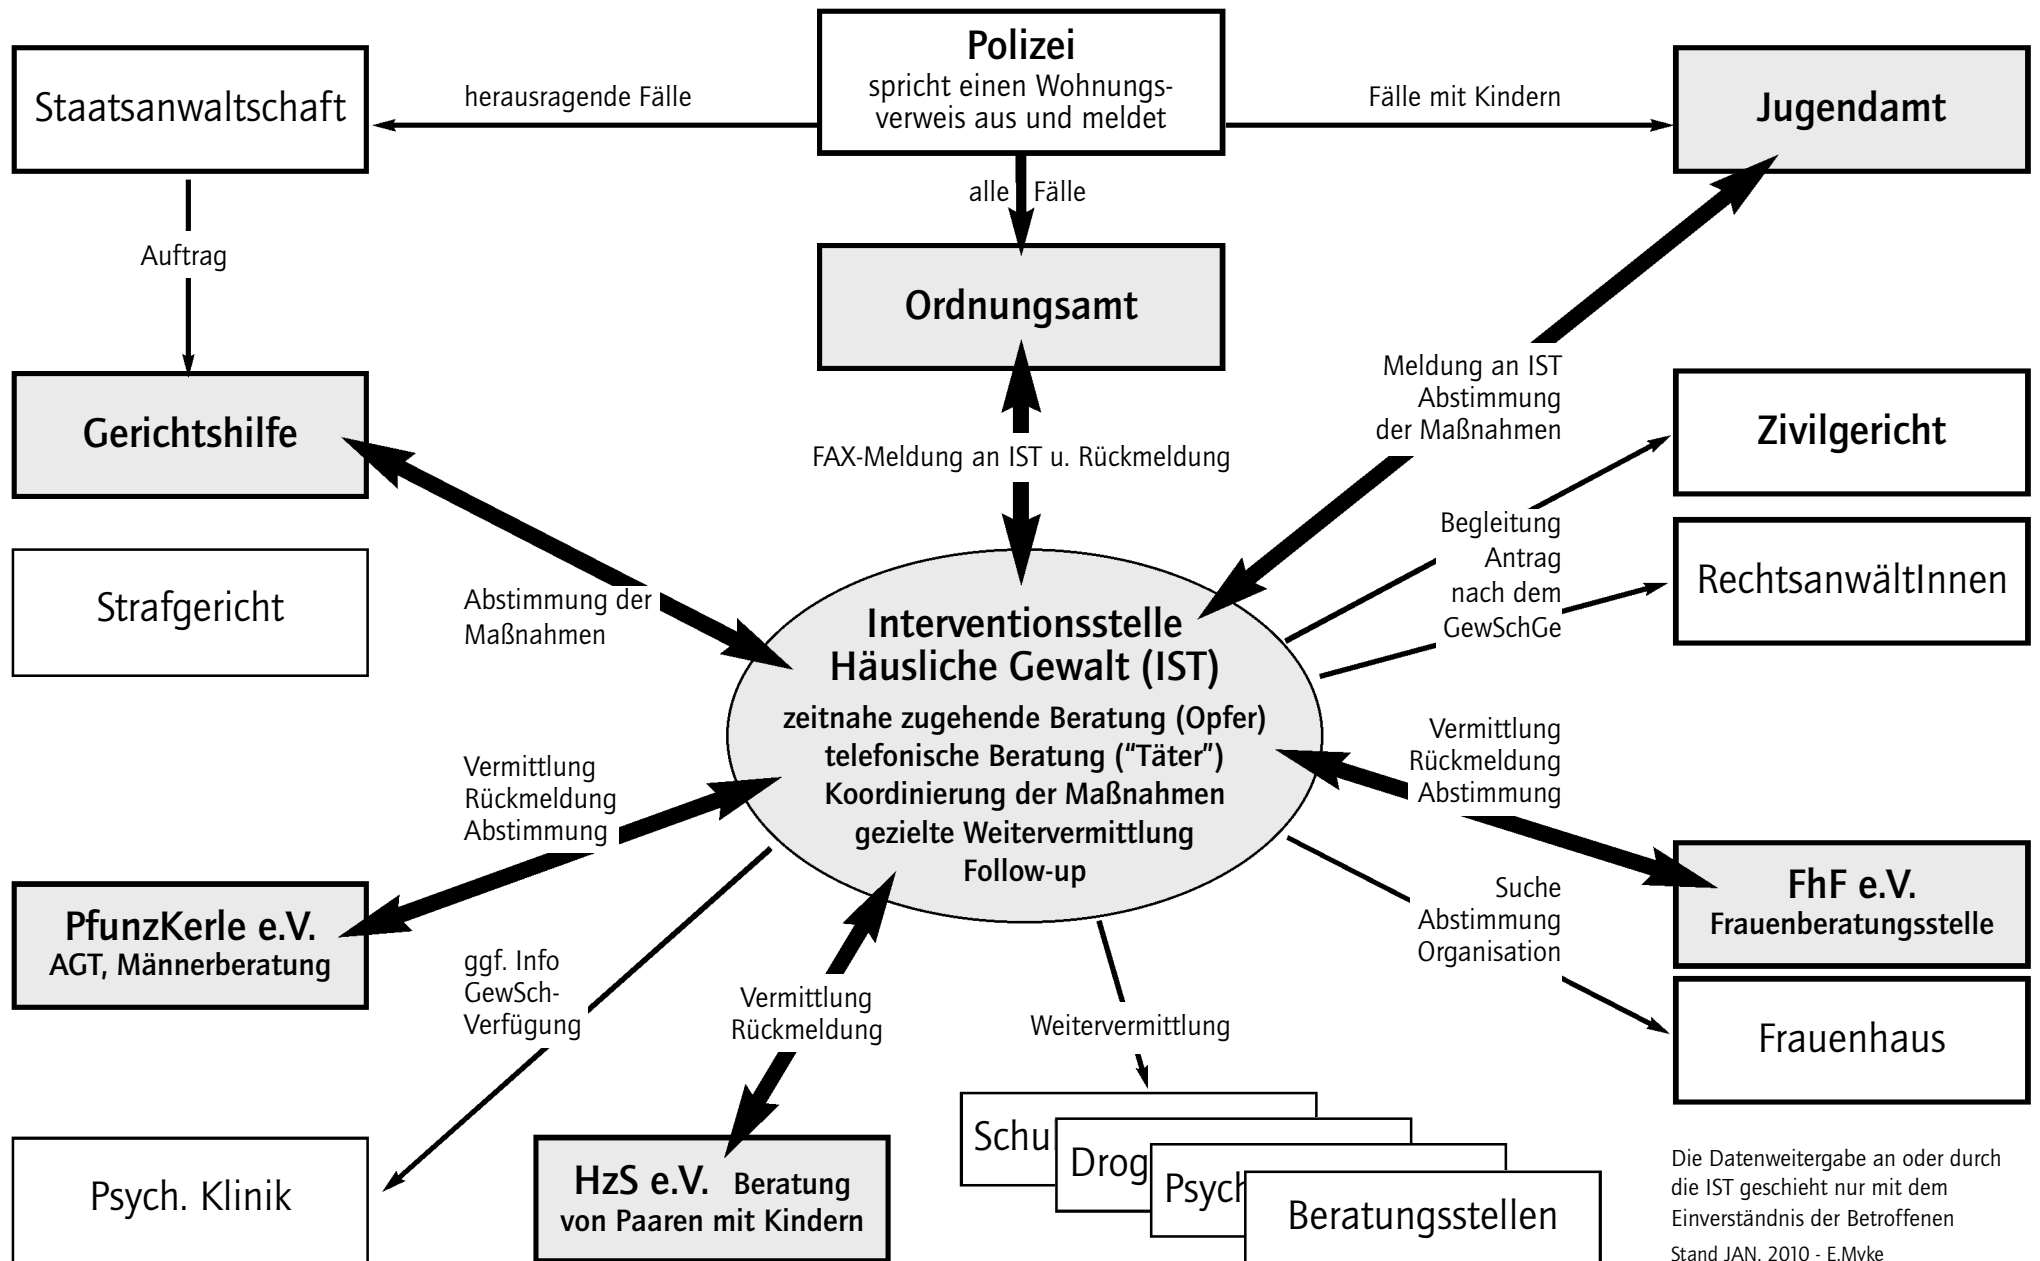 Polizei
spricht einen Wohnungs-
verweis aus und meldet
Staatsanwaltschaft
herausragende Fälle
Fälle mit Kindern
Jugendamt
alle Fälle
Auftrag
Ordnungsamt
Meldung an IST
Abstimmung
der Maßnahmen
Gerichtshilfe
Zivilgericht
FAX-Meldung an IST u. Rückmeldung
Begleitung
Antrag
nach dem
GewSchGe
RechtsanwältInnen
Strafgericht
Abstimmung der
Maßnahmen
Interventionsstelle
Häusliche Gewalt (IST)
zeitnahe zugehende Beratung (Opfer)
telefonische Beratung (“Täter”)
Koordinierung der Maßnahmen
gezielte Weitervermittlung
Follow-up
Vermittlung
Rückmeldung
Abstimmung
Vermittlung
Rückmeldung
Abstimmung
PfunzKerle e.V.
AGT, Männerberatung
FhF e.V.
Frauenberatungsstelle
Suche
Abstimmung
Organisation
ggf. Info
GewSch-
Verfügung
Vermittlung
Rückmeldung
Weitervermittlung
Frauenhaus
Psych. Klinik
HzS e.V. Beratung
von Paaren mit Kindern
Schu
Drog
Psych
Beratungsstellen
Die Datenweitergabe an oder durch
die IST geschieht nur mit dem
Einverständnis der Betroffenen
Stand JAN. 2010 - E.Myke